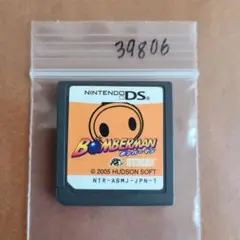 39806
NINTENDO DS
BOMBERMAN
© 2005 HUDSON SOFT
NTR-ASMJ-JPN-1